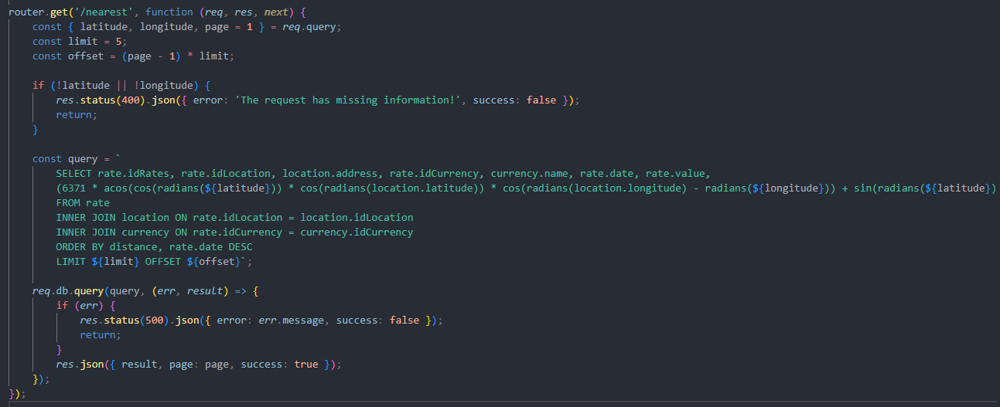 router.get('/nearest', function (req, res, next) {
    const { latitude, longitude, page = 1 } = req.query;
    const limit = 5;
    const offset = (page - 1) * limit;

    if (!latitude || !longitude) {
        res.status(400).json({ error: 'The request has missing information!', success: false });
        return;
    }

    const query = `
        SELECT rate.idRates, rate.idLocation, location.address, rate.idCurrency, currency.name, rate.date, rate.value,
        (6371 * acos(cos(radians(${latitude})) * cos(radians(location.latitude)) * cos(radians(location.longitude) - radians(${longitude})) + sin(radians(${latitude})
        FROM rate
        INNER JOIN location ON rate.idLocation = location.idLocation
        INNER JOIN currency ON rate.idCurrency = currency.idCurrency
        ORDER BY distance, rate.date DESC
        LIMIT ${limit} OFFSET ${offset}`;

    req.db.query(query, (err, result) => {
        if (err) {
            res.status(500).json({ error: err.message, success: false });
            return;
        }
        res.json({ result, page: page, success: true });
    });
});